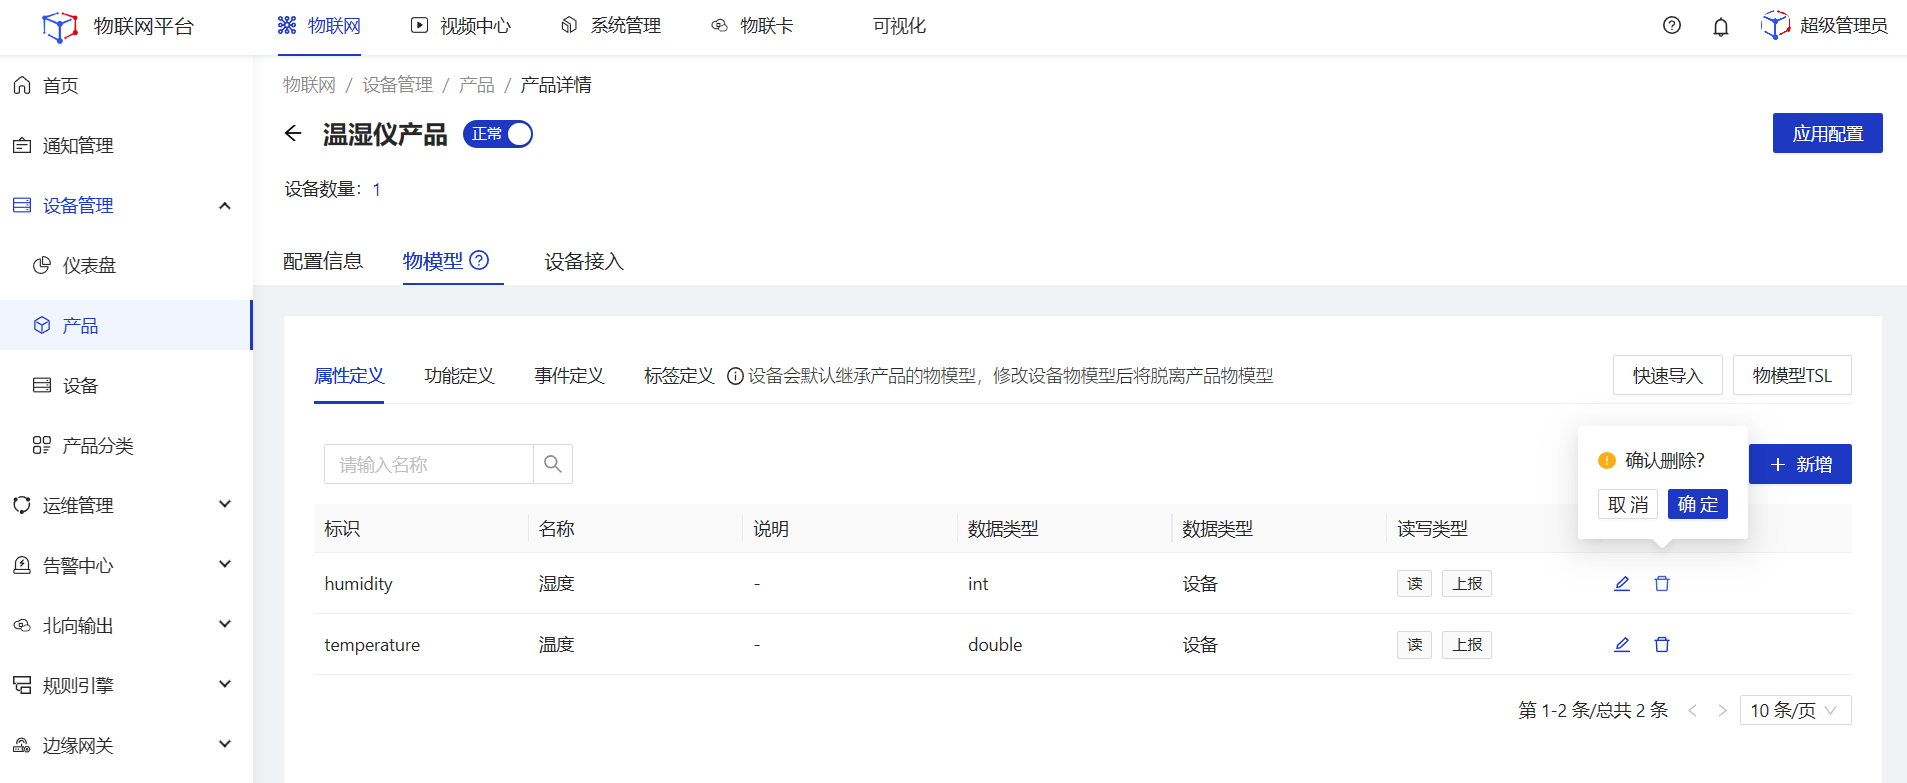 物联网平台
物联网
视频中心
系统管理
物联卡
可视化
超级管理员
首页
通知管理
设备管理
仪表盘
产品
设备
产品分类
运维管理
告警中心
北向输出
规则引擎
边缘网关
物联网 / 设备管理 / 产品 / 产品详情
温湿仪产品 正常
应用配置
设备数量: 1
配置信息 物模型 设备接入
属性定义 功能定义 事件定义 标签定义 设备会默认继承产品的物模型，修改设备物模型后将脱离产品物模型
快速导入 物模型TSL
请输入名称
确认删除?
取 消 确 定
新增
标识 名称 说明 数据类型 数据类型 读写类型
humidity 湿度 - int 设备 读 上报
temperature 温度 - double 设备 读 上报
第 1-2 条/总共 2 条 < > 10 条/页